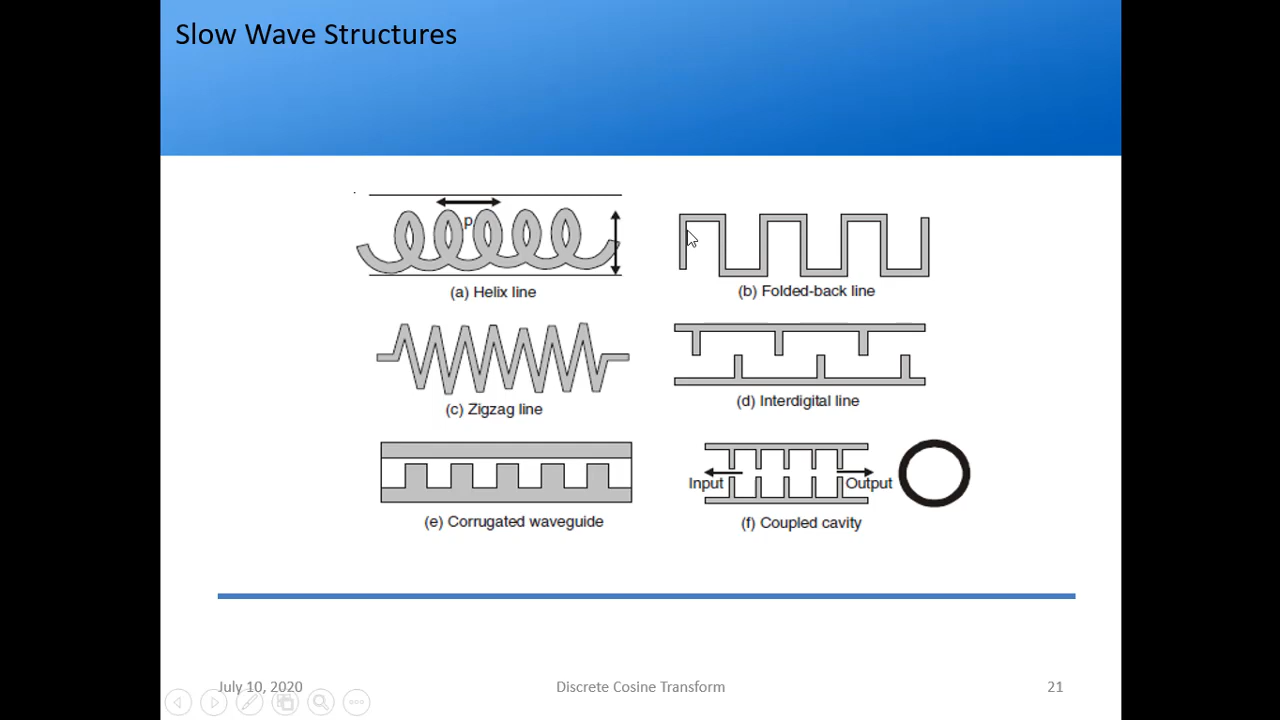 Slow Wave Structures
p
(a) Helix line
(b) Folded-back line
(c) Zigzag line
(d) Interdigital line
(e) Corrugated waveguide
Input
Output
(f) Coupled cavity
July 10, 2020
Discrete Cosine Transform
21